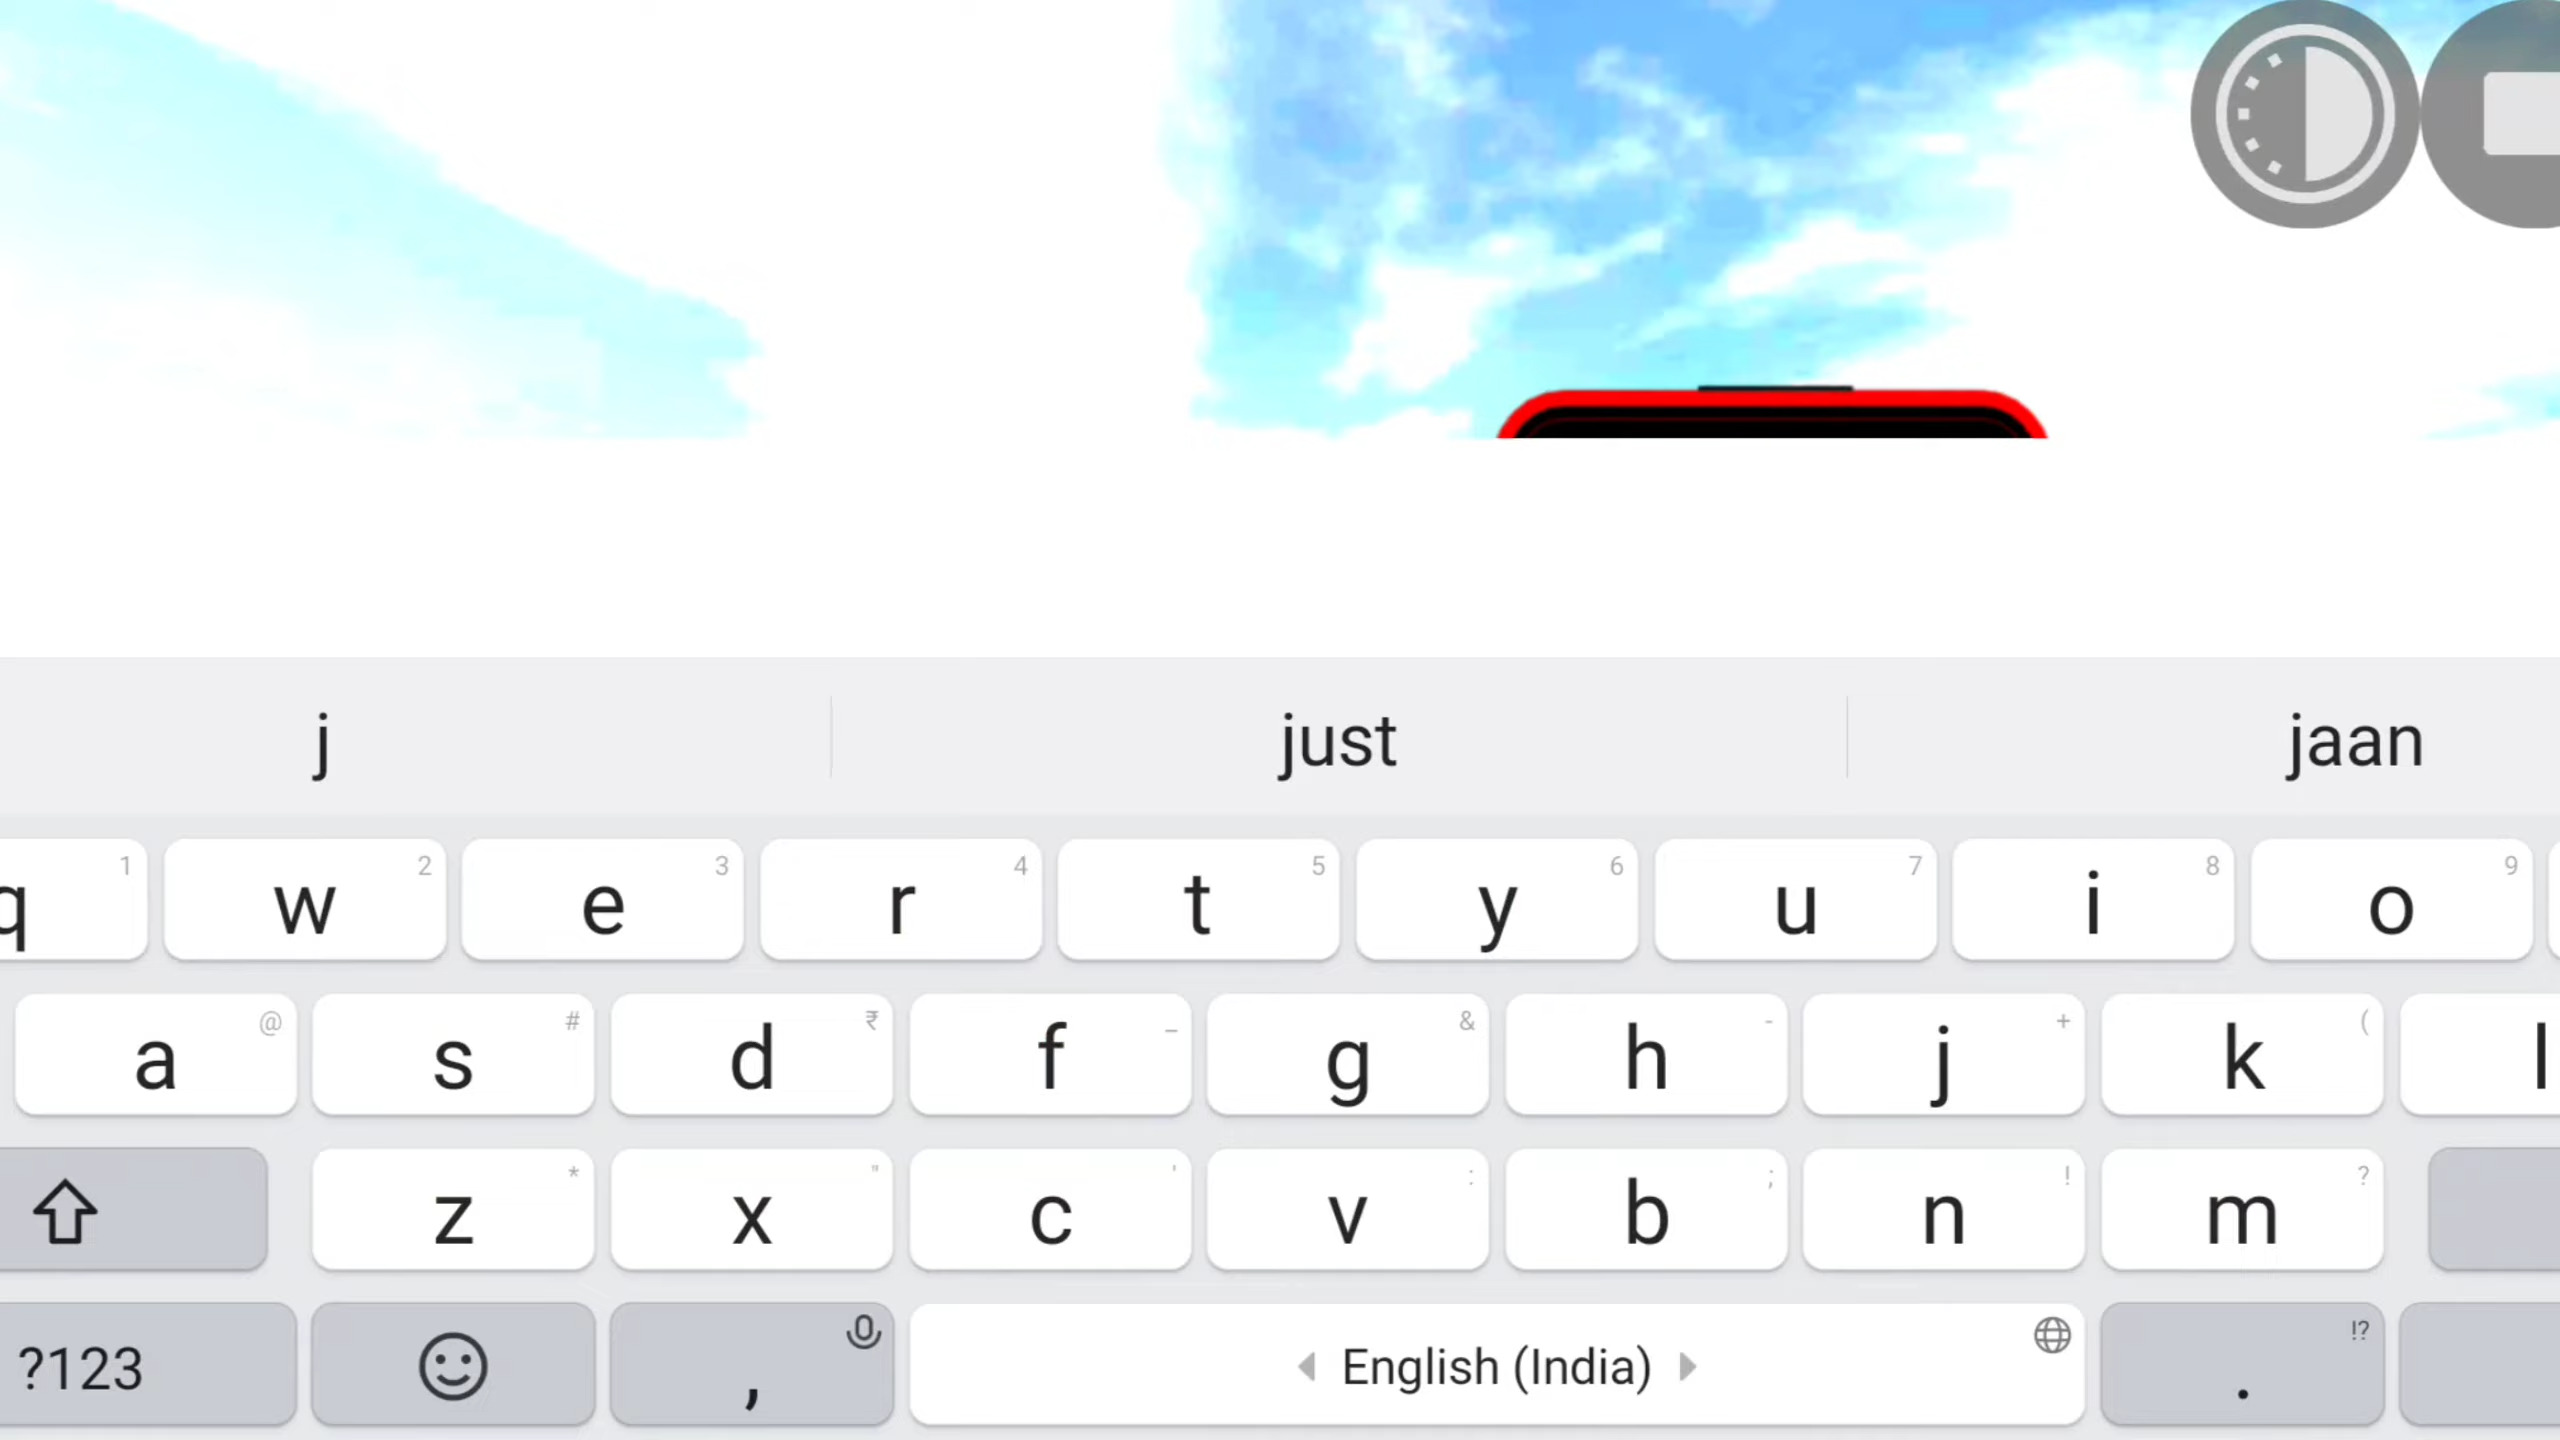 j just jaan
q 1 w 2 e 3 r 4 t 5 y 6 u 7 i 8 o 9
a @ s # d ₹ f _ g & h - j + k ( l
z * x " c ' v : b ; n ! m ?
?123 , English (India) . !?